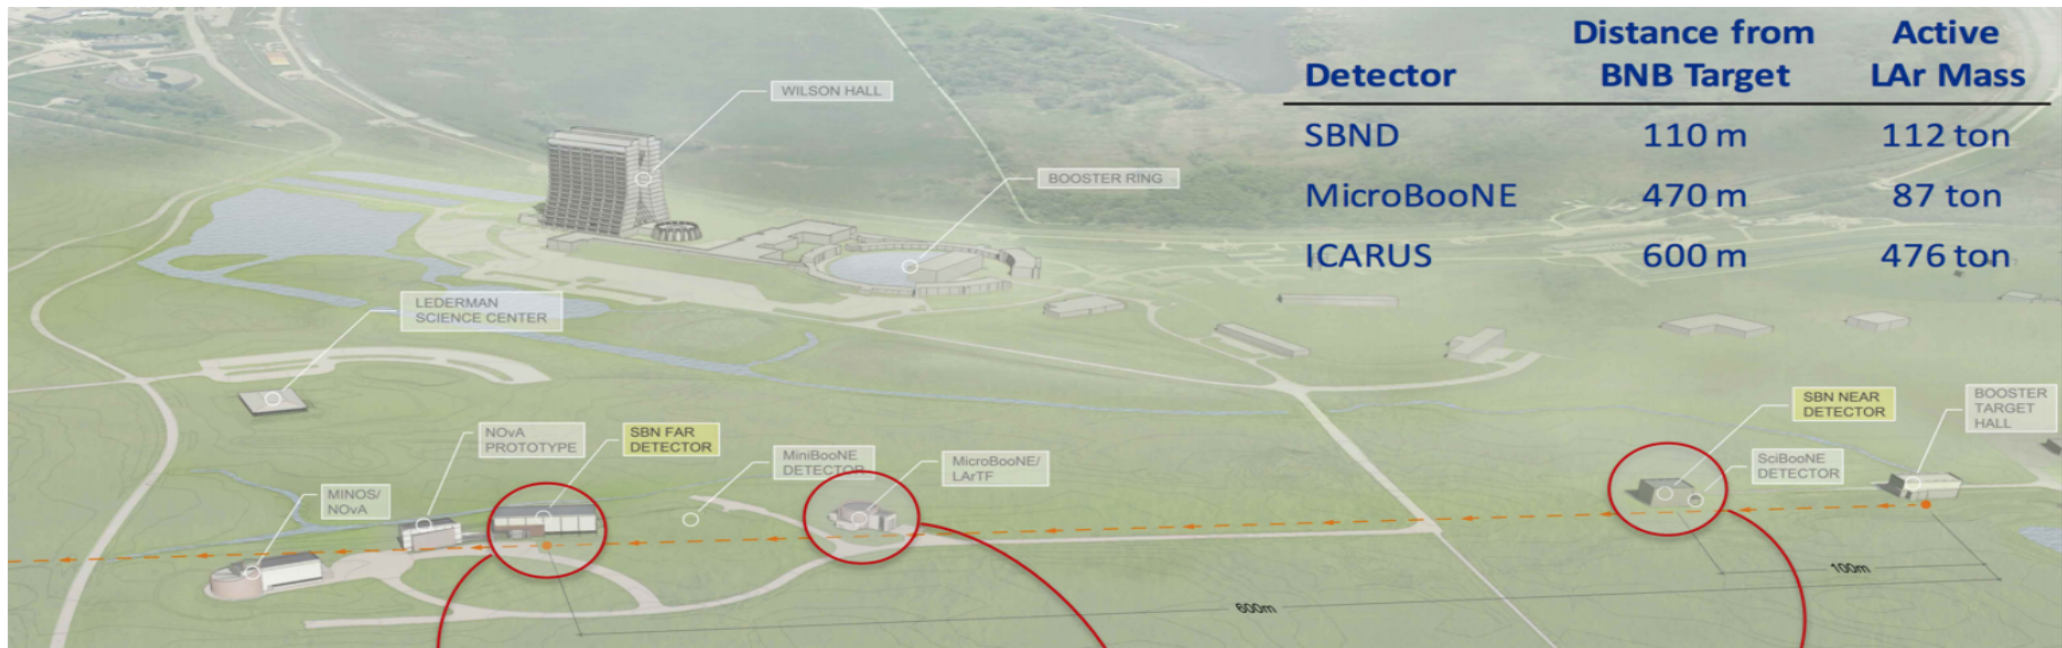 Distance from
BNB Target
Active
LAr Mass
Detector
SBND
110 m
112 ton
MicroBooNE
470 m
87 ton
ICARUS
600 m
476 ton
WILSON HALL
BOOSTER RING
LEDERMAN
SCIENCE CENTER
NOvA
PROTOTYPE
SBN FAR
DETECTOR
MiniBooNE
DETECTOR
MicroBooNE/
LArTF
MINOS/
NOvA
SBN NEAR
DETECTOR
SciBooNE
DETECTOR
BOOSTER
TARGET
HALL
100m
600m